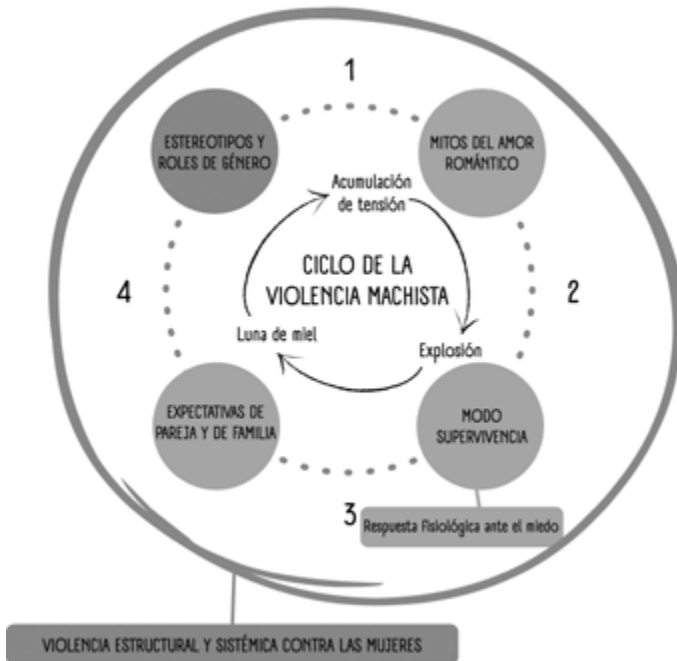 1
ESTEREOTIPOS Y
ROLES DE GÉNERO
MITOS DEL AMOR
ROMÁNTICO
Acumulación
de tensión
CICLO DE LA
VIOLENCIA MACHISTA
4
2
Luna de miel
Explosión
EXPECTATIVAS DE
PAREJA Y DE FAMILIA
MODO
SUPERVIVENCIA
3
Respuesta fisiológica ante el miedo
VIOLENCIA ESTRUCTURAL Y SISTÉMICA CONTRA LAS MUJERES